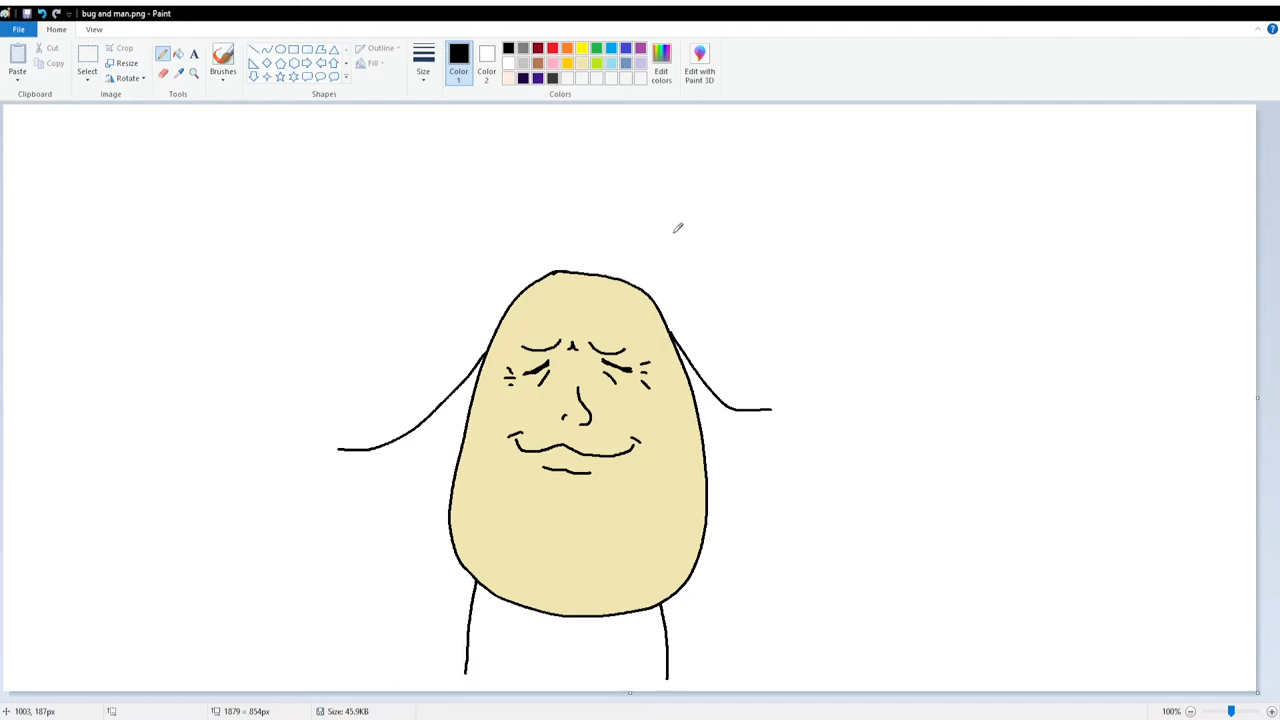 bug and man.png - Paint
File Home View
Paste
Cut
Copy
Clipboard
Select
Crop
Resize
Rotate
Image
A
Tools
Brushes
Shapes
Outline
Fill
Size
Color 1
Color 2
Colors
Edit colors
Edit with Paint 3D
1003, 187px
1879 × 854px
Size: 45.9KB
100%